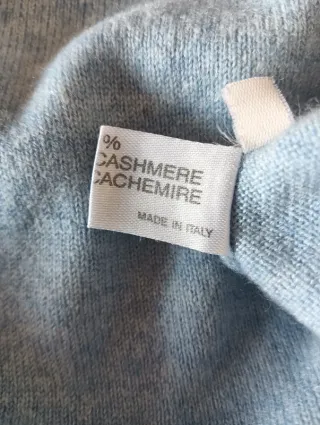 %
CASHMERE
CACHEMIRE
MADE IN ITALY